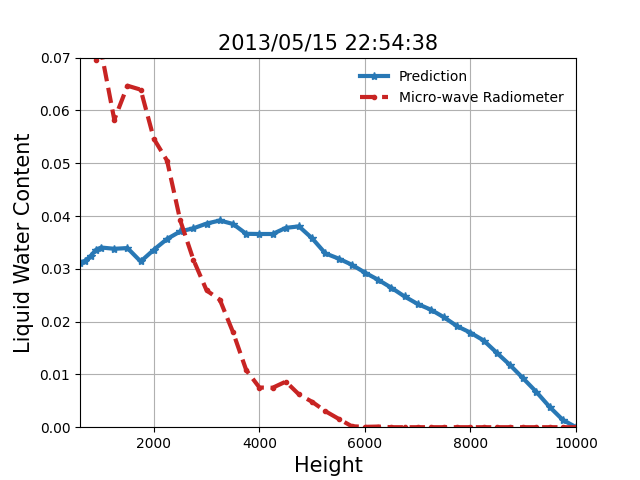 2013/05/15 22:54:38
Prediction
Micro-wave Radiometer
Liquid Water Content
0.07
0.06
0.05
0.04
0.03
0.02
0.01
0.00
2000 4000 6000 8000 10000
Height